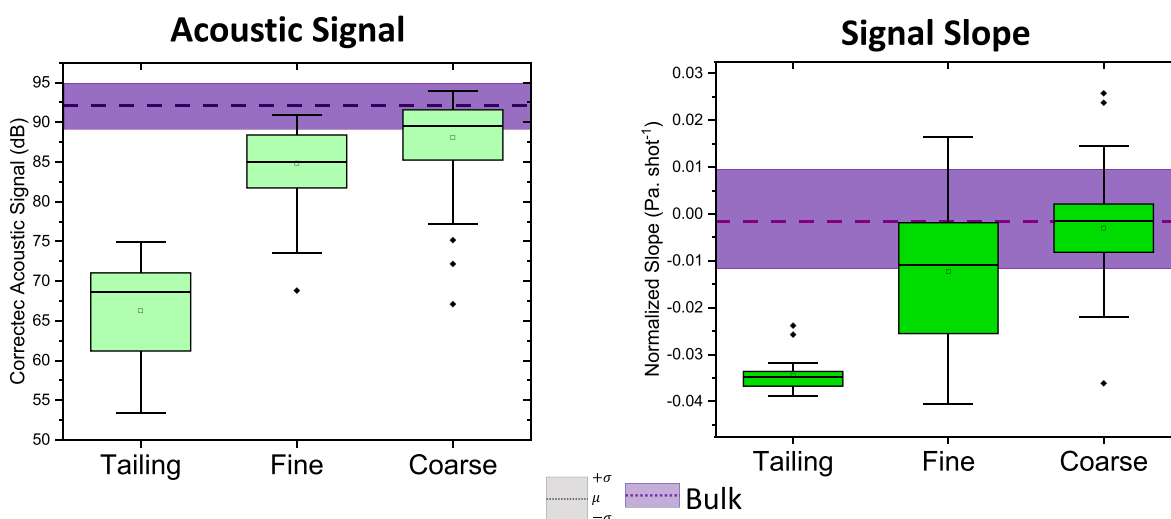 Acoustic Signal
Correctec Acoustic Signal (dB)
95
90
85
80
75
70
65
60
55
50
Tailing Fine Coarse
Signal Slope
Normalized Slope (Pa. shot⁻¹)
0.03
0.02
0.01
0.00
-0.01
-0.02
-0.03
-0.04
Tailing Fine Coarse
+σ
μ
−σ
Bulk